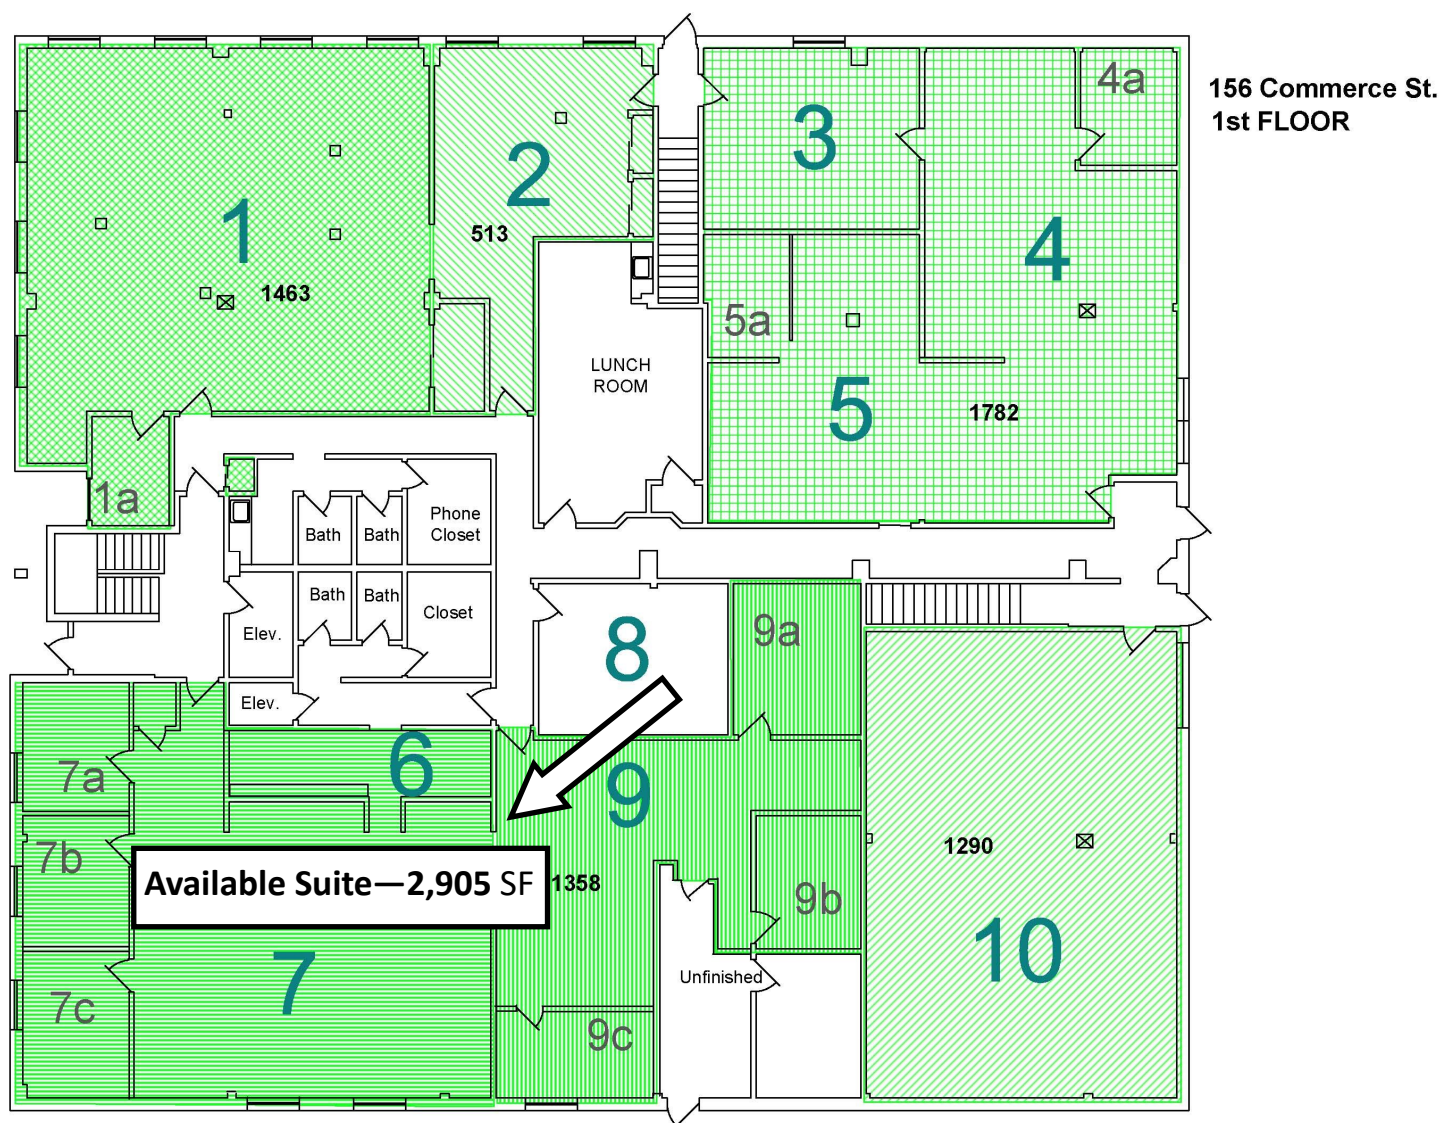 156 Commerce St.
1st FLOOR
4a
3
2
1
513
4
1463
5a
LUNCH
ROOM
5
1782
1a
Phone
Closet
Bath
Bath
Bath
Bath
Closet
Elev.
8
9a
Elev.
6
7a
9
7b
1290
Available Suite—2,905 SF
1358
9b
10
7
Unfinished
7c
9c